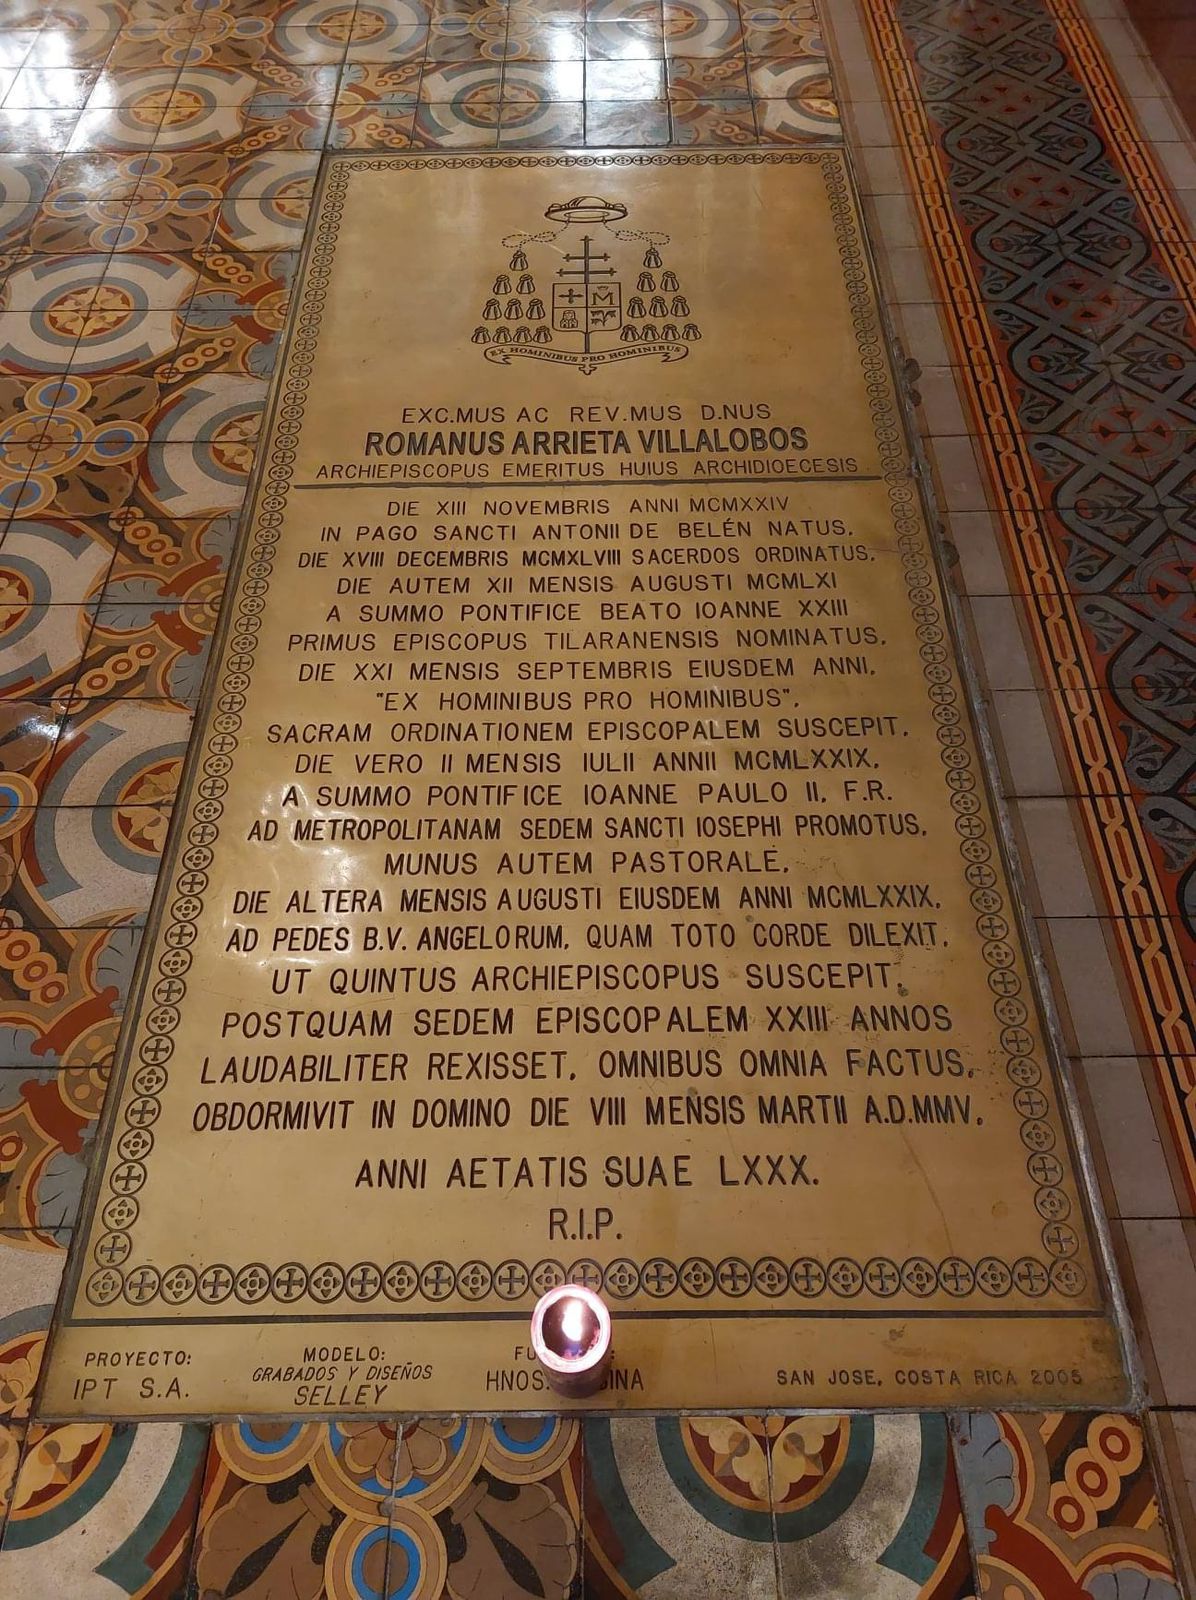 EX HOMINIBUS PRO HOMINIBUS
EXC.MUS AC REV.MUS D.NUS
ROMANUS ARRIETA VILLALOBOS
ARCHIEPISCOPUS EMERITUS HUIUS ARCHIDIOECESIS
DIE XIII NOVEMBRIS ANNI MCMXXIV
IN PAGO SANCTI ANTONII DE BELÉN NATUS.
DIE XVIII DECEMBRIS MCMXLVIII SACERDOS ORDINATUS.
DIE AUTEM XII MENSIS AUGUSTI MCMLXI
A SUMMO PONTIFICE BEATO IOANNE XXIII
PRIMUS EPISCOPUS TILARANENSIS NOMINATUS.
DIE XXI MENSIS SEPTEMBRIS EIUSDEM ANNI.
"EX HOMINIBUS PRO HOMINIBUS".
SACRAM ORDINATIONEM EPISCOPALEM SUSCEPIT.
DIE VERO II MENSIS IULII ANNII MCMLXXIX.
A SUMMO PONTIFICE IOANNE PAULO II. F.R.
AD METROPOLITANAM SEDEM SANCTI IOSEPHI PROMOTUS.
MUNUS AUTEM PASTORALE.
DIE ALTERA MENSIS AUGUSTI EIUSDEM ANNI MCMLXXIX.
AD PEDES B.V. ANGELORUM. QUAM TOTO CORDE DILEXIT.
UT QUINTUS ARCHIEPISCOPUS SUSCEPIT.
POSTQUAM SEDEM EPISCOPALEM XXIII ANNOS
LAUDABILITER REXISSET. OMNIBUS OMNIA FACTUS.
OBDORMIVIT IN DOMINO DIE VIII MENSIS MARTII A.D.MMV.
ANNI AETATIS SUAE LXXX.
R.I.P.
PROYECTO:
IPT S.A.
MODELO:
GRABADOS Y DISEÑOS
SELLEY
HNOS.
SAN JOSE, COSTA RICA 2005